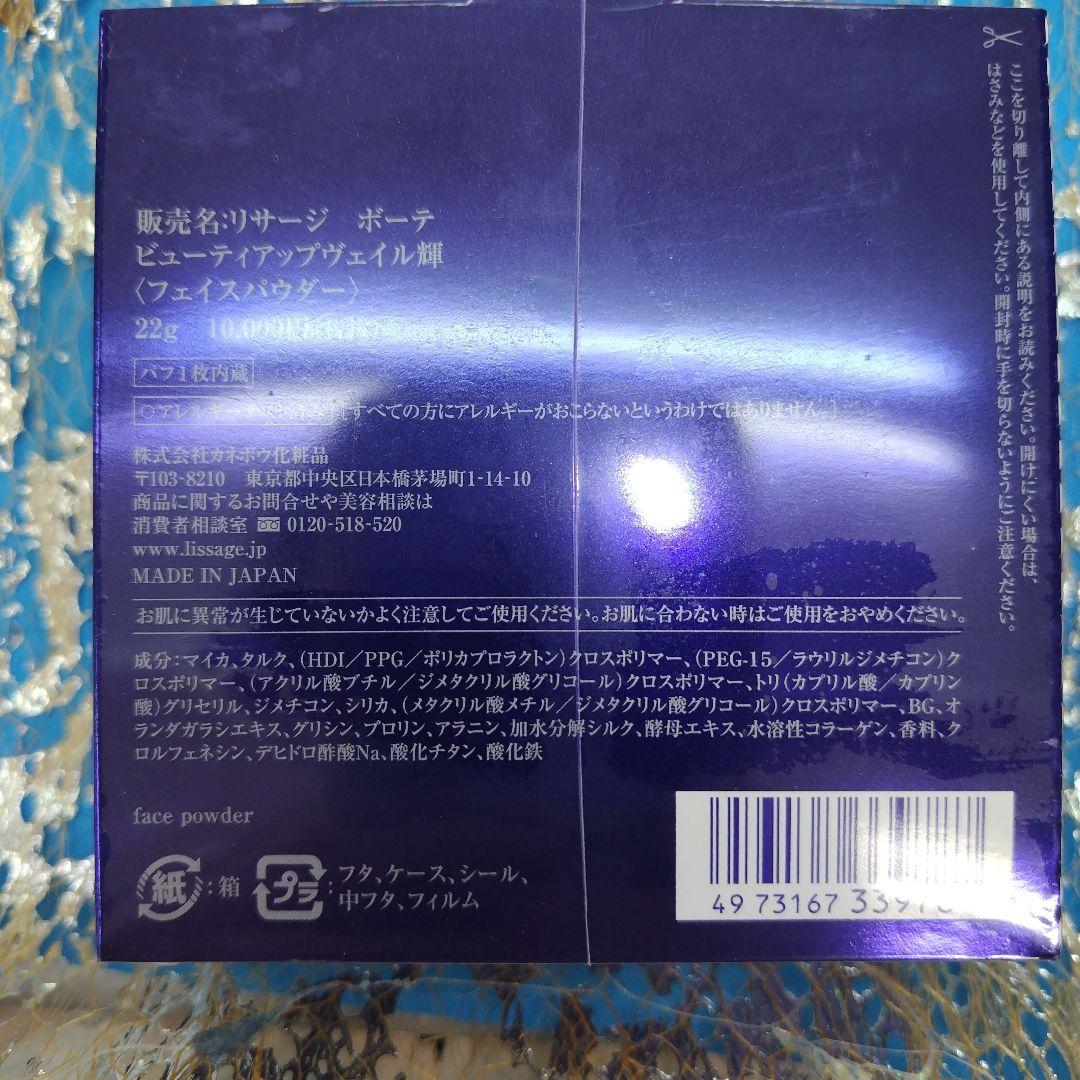 ここを切り離して内側にある説明をお読みください。開けにくい場合は、
はさみなどを使用してください。開封時に手を切らないようにご注意ください。
販売名:リサージ ボーテ
ビューティアップヴェイル輝
〈フェイスパウダー〉
22g 10,000円
パフ1枚内蔵
○アレルギーテスト すべての方にアレルギーがおこらないというわけではありません。
株式会社カネボウ化粧品
〒103-8210 東京都中央区日本橋茅場町1-14-10
商品に関するお問合せや美容相談は
消費者相談室 0120-518-520
www.lissage.jp
MADE IN JAPAN
お肌に異常が生じていないかよく注意してご使用ください。お肌に合わない時はご使用をおやめください。
成分:マイカ、タルク、(HDI/PPG/ポリカプロラクトン)クロスポリマー、(PEG-15/ラウリルジメチコン)ク
ロスポリマー、(アクリル酸ブチル/ジメタクリル酸グリコール)クロスポリマー、トリ(カプリル酸/カプリン
酸)グリセリル、ジメチコン、シリカ、(メタクリル酸メチル/ジメタクリル酸グリコール)クロスポリマー、BG、オ
ランダガラシエキス、グリシン、プロリン、アラニン、加水分解シルク、酵母エキス、水溶性コラーゲン、香料、ク
ロルフェネシン、デヒドロ酢酸Na、酸化チタン、酸化鉄
face powder
紙:箱
プラ:フタ、ケース、シール、
中フタ、フィルム
49 73167